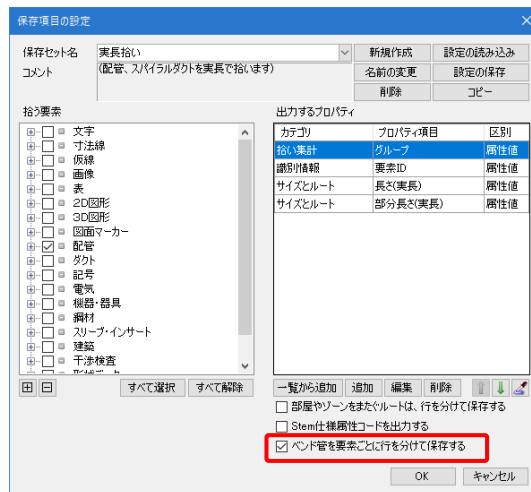 保存項目の設定
保存セット名 実長拾い 新規作成 設定の読み込み
コメント (配管、スパイラルダクトを実長で拾います) 名前の変更 設定の保存
削除 コピー
拾う要素 出力するプロパティ
カテゴリ プロパティ項目 区別
拾い集計 グループ 属性値
識別情報 要素ID 属性値
サイズとルート 長さ(実長) 属性値
サイズとルート 部分長さ(実長) 属性値
文字
寸法線
仮線
画像
表
2D図形
3D図形
図面マーカー
配管
ダクト
記号
電気
機器・器具
鋼材
スリーブ・インサート
建築
干渉検査
すべて選択 すべて解除 一覧から追加 追加 編集 削除
部屋やゾーンをまたぐルートは、行を分けて保存する
Stem仕様属性コードを出力する
ベンド管を要素ごとに行を分けて保存する
OK キャンセル